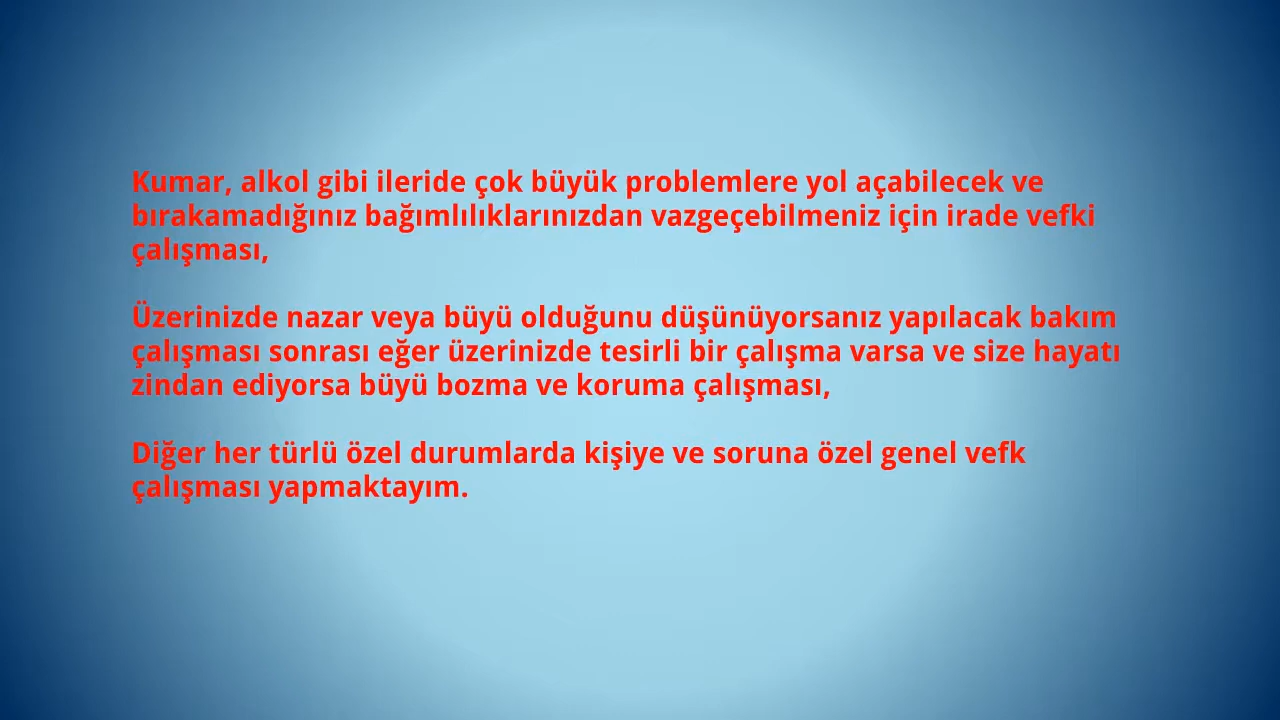 Kumar, alkol gibi ileride çok büyük problemlere yol açabilecek ve
bırakamadığınız bağımlılıklarınızdan vazgeçebilmeniz için irade vefki
çalışması,
Üzerinizde nazar veya büyü olduğunu düşünüyorsanız yapılacak bakım
çalışması sonrası eğer üzerinizde tesirli bir çalışma varsa ve size hayatı
zindan ediyorsa büyü bozma ve koruma çalışması,
Diğer her türlü özel durumlarda kişiye ve soruna özel genel vefk
çalışması yapmaktayım.